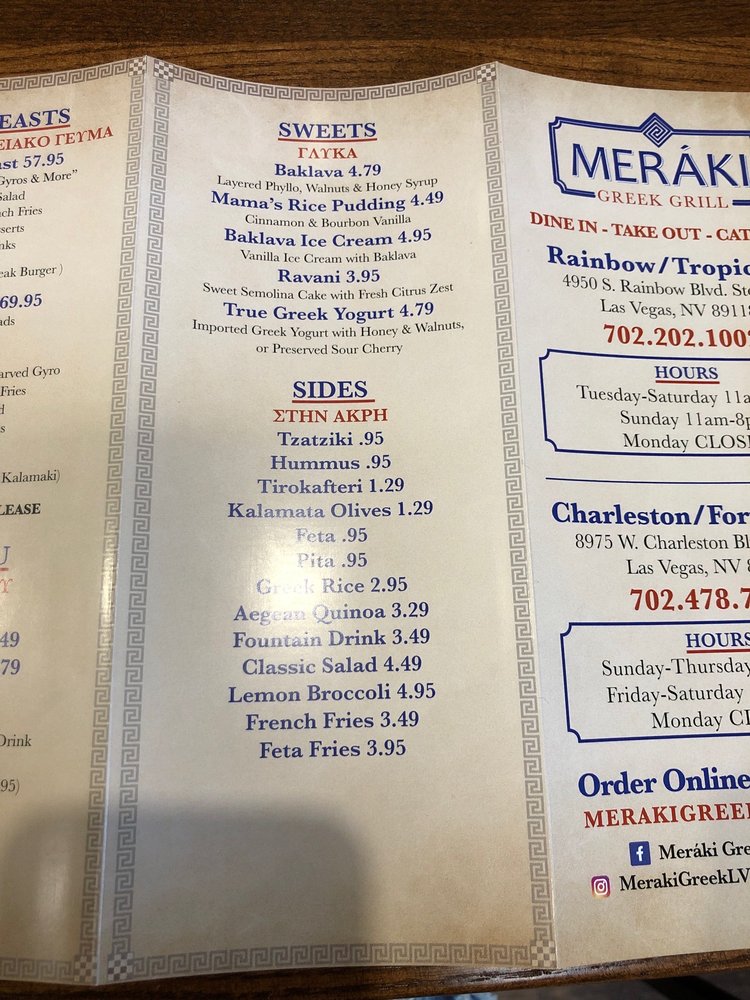 EASTS
ΕΙΑΚΟ ΓΕΥΜΑ
57.95
Gyros & More”
Salad
Fries
eak Burger )
69.95
arved Gyro
Fries
Kalamaki)
LEASE
U
49
79
Drink
95)
SWEETS
ΓΛΥΚΑ
Baklava 4.79
Layered Phyllo, Walnuts & Honey Syrup
Mama’s Rice Pudding 4.49
Cinnamon & Bourbon Vanilla
Baklava Ice Cream 4.95
Vanilla Ice Cream with Baklava
Ravani 3.95
Sweet Semolina Cake with Fresh Citrus Zest
True Greek Yogurt 4.79
Imported Greek Yogurt with Honey & Walnuts,
or Preserved Sour Cherry
SIDES
ΣΤΗΝ ΑΚΡΗ
Tzatziki .95
Hummus .95
Tirokafteri 1.29
Kalamata Olives 1.29
Feta .95
Pita .95
Greek Rice 2.95
Aegean Quinoa 3.29
Fountain Drink 3.49
Classic Salad 4.49
Lemon Broccoli 4.95
French Fries 3.49
Feta Fries 3.95
MERÁKI
GREEK GRILL
DINE IN - TAKE OUT - CAT
Rainbow/Tropic
4950 S. Rainbow Blvd. Ste
Las Vegas, NV 89118
702.202.100
HOURS
Tuesday-Saturday 11a
Sunday 11am-8p
Monday CLOSE
Charleston/For
8975 W. Charleston Bl
Las Vegas, NV 8
702.478.7
HOURS
Sunday-Thursday
Friday-Saturday
Monday CL
Order Online
MERAKIGREE
Meráki Gre
MerakiGreekLV